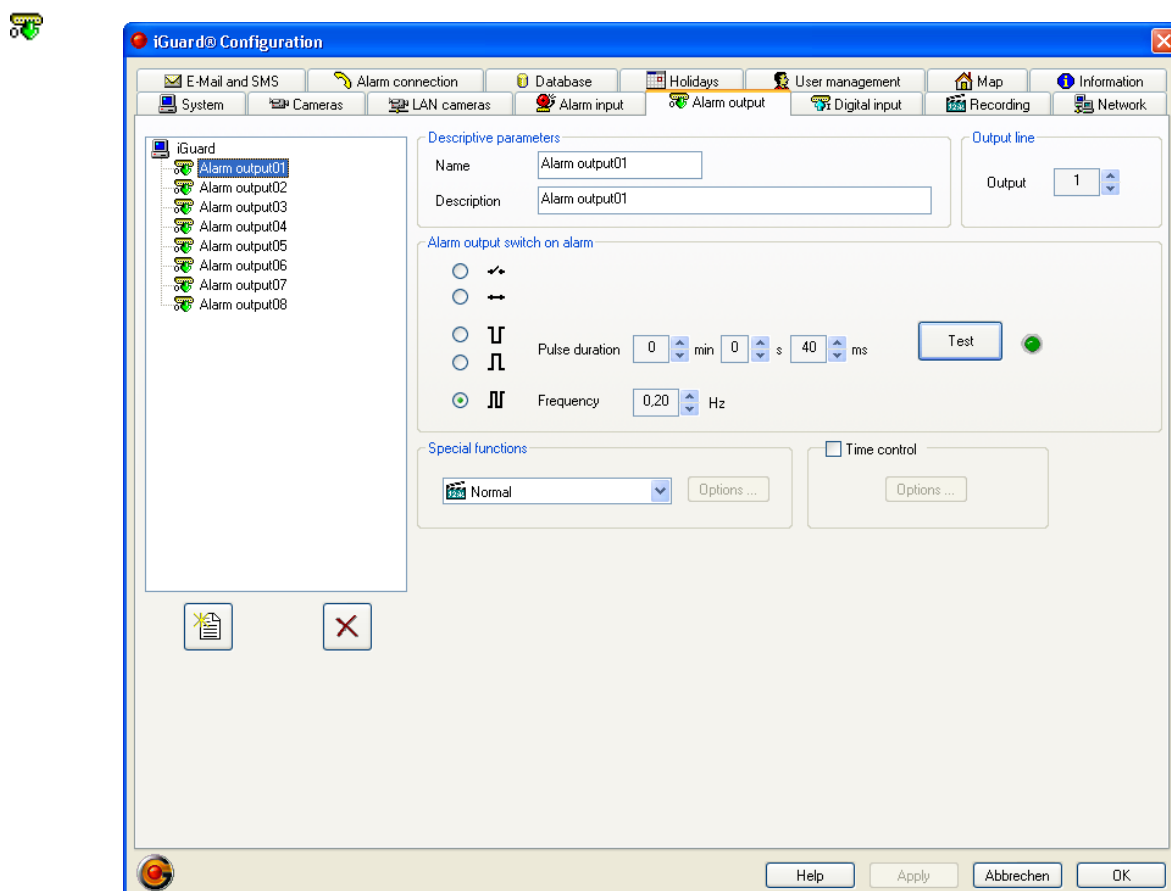 iGuard® Configuration
E-Mail and SMS
Alarm connection
Database
Holidays
User management
Map
Information
System
Cameras
LAN cameras
Alarm input
Alarm output
Digital input
Recording
Network
iGuard
Alarm output01
Alarm output02
Alarm output03
Alarm output04
Alarm output05
Alarm output06
Alarm output07
Alarm output08
Descriptive parameters
Name Alarm output01
Description Alarm output01
Output line
Output 1
Alarm output switch on alarm
Pulse duration 0 min 0 s 40 ms
Test
Frequency 0,20 Hz
Special functions
Normal
Options ...
Time control
Options ...
Help
Apply
Abbrechen
OK